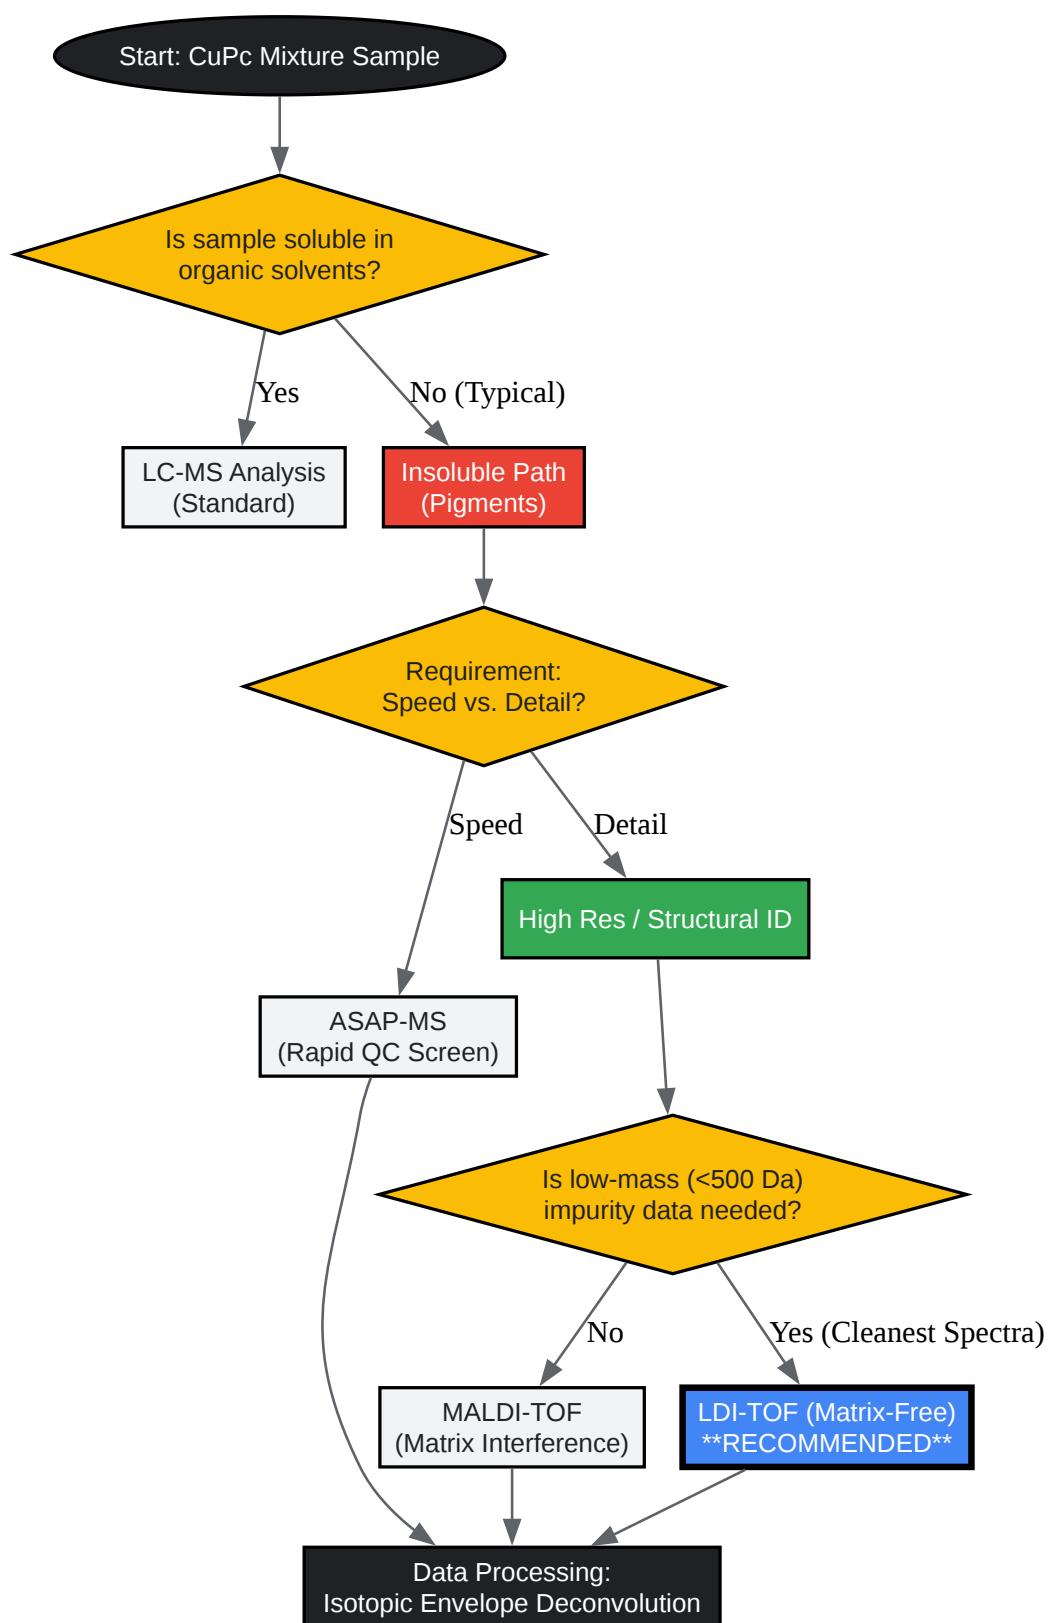 Start: CuPc Mixture Sample
Is sample soluble in
organic solvents?
Yes
No (Typical)
LC-MS Analysis
(Standard)
Insoluble Path
(Pigments)
Requirement:
Speed vs. Detail?
Speed
Detail
High Res / Structural ID
ASAP-MS
(Rapid QC Screen)
Is low-mass (<500 Da)
impurity data needed?
No
Yes (Cleanest Spectra)
MALDI-TOF
(Matrix Interference)
LDI-TOF (Matrix-Free)
**RECOMMENDED**
Data Processing:
Isotopic Envelope Deconvolution